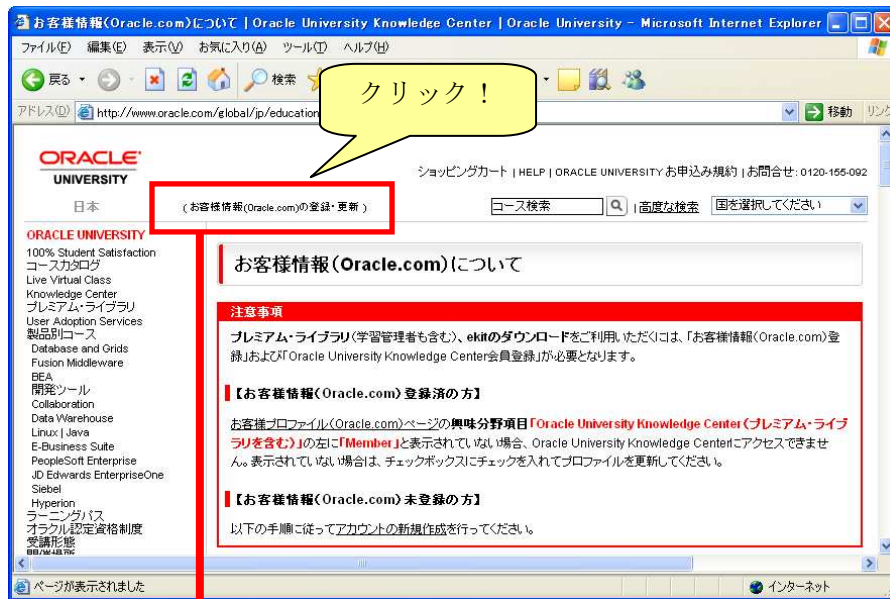 お客様情報(Oracle.com)について | Oracle University Knowledge Center | Oracle University - Microsoft Internet Explorer
ファイル(F) 編集(E) 表示(V) お気に入り(A) ツール(T) ヘルプ(H)
戻る 検索
クリック！
アドレス(D) http://www.oracle.com/global/jp/education 移動 リンク
ORACLE
UNIVERSITY
ショッピングカート | HELP | ORACLE UNIVERSITY お申込み規約 | お問合せ: 0120-155-092
日本 (お客様情報(Oracle.com)の登録・更新) コース検索 | 高度な検索 国を選択してください
ORACLE UNIVERSITY
100% Student Satisfaction
コースカタログ
Live Virtual Class
Knowledge Center
プレミアム・ライブラリ
User Adoption Services
製品別コース
Database and Grids
Fusion Middleware
BEA
開発ツール
Collaboration
Data Warehouse
Linux | Java
E-Business Suite
PeopleSoft Enterprise
JD Edwards EnterpriseOne
Siebel
Hyperion
ラーニングパス
オラクル認定資格制度
受講形態
お客様情報(Oracle.com)について
注意事項
プレミアム・ライブラリ(学習管理者も含む)、ekitのダウンロードをご利用いただくには、「お客様情報(Oracle.com)登
録」および「Oracle University Knowledge Center会員登録」が必要となります。
【お客様情報(Oracle.com)登録済の方】
お客様プロファイル(Oracle.com)ページの興味分野項目「Oracle University Knowledge Center (プレミアム・ライブ
ラリを含む)」の左に「Member」と表示されていない場合、Oracle University Knowledge Centerにアクセスできませ
ん。表示されていない場合は、チェックボックスにチェックを入れてプロファイルを更新してください。
【お客様情報(Oracle.com)未登録の方】
以下の手順に従ってアカウントの新規作成を行ってください。
ページが表示されました インターネット